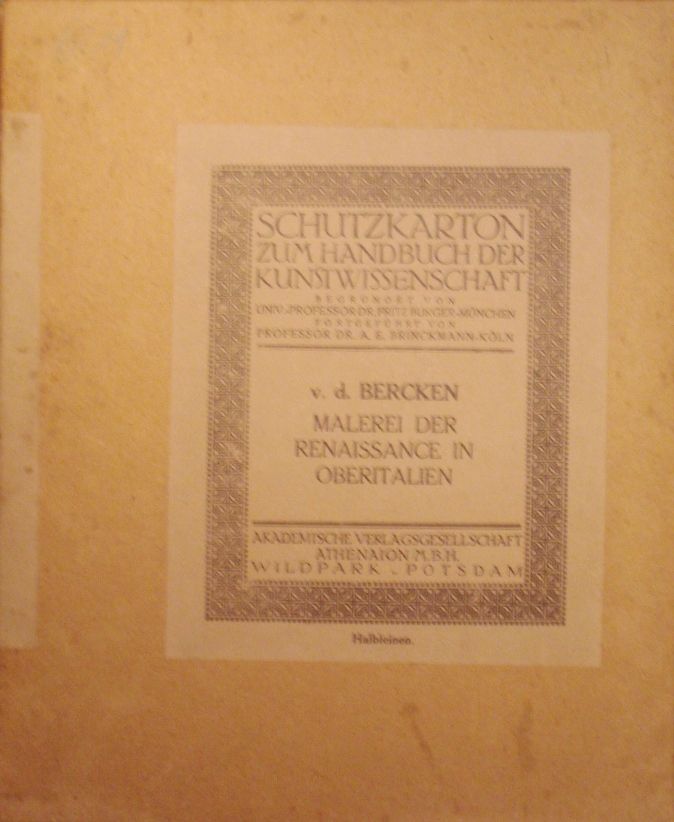 SCHUTZKARTON
ZUM HANDBUCH DER
KUNSTWISSENSCHAFT
BEGRÜNDET VON
UNIV.-PROFESSOR DR. FRITZ BURGER-MÜNCHEN
FORTGEFÜHRT VON
PROFESSOR DR. A. E. BRINCKMANN-KÖLN
v. d. BERCKEN
MALEREI DER
RENAISSANCE IN
OBERITALIEN
AKADEMISCHE VERLAGSGESELLSCHAFT
ATHENAION M.B.H.
WILDPARK - POTSDAM
Halbleinen.